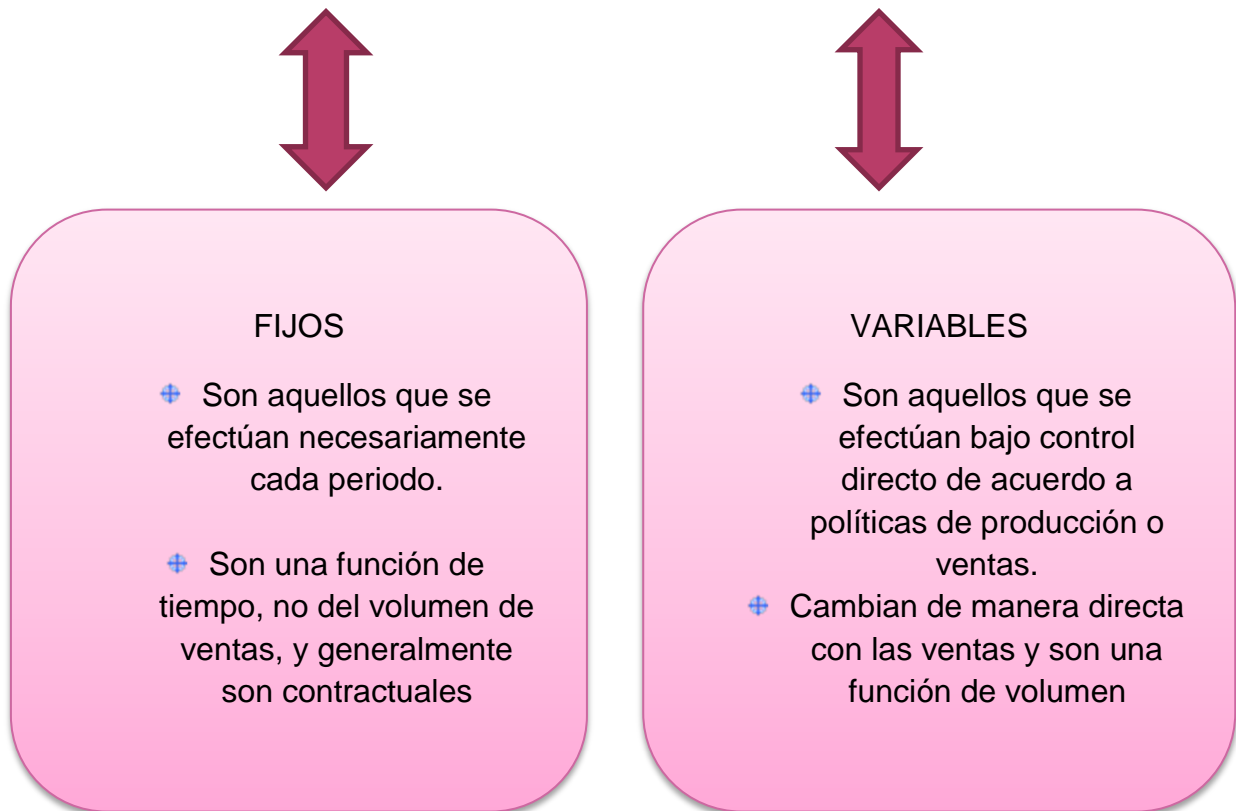 FIJOS
Son aquellos que se
efectúan necesariamente
cada periodo.
Son una función de
tiempo, no del volumen de
ventas, y generalmente
son contractuales
VARIABLES
Son aquellos que se
efectúan bajo control
directo de acuerdo a
políticas de producción o
ventas.
Cambian de manera directa
con las ventas y son una
función de volumen